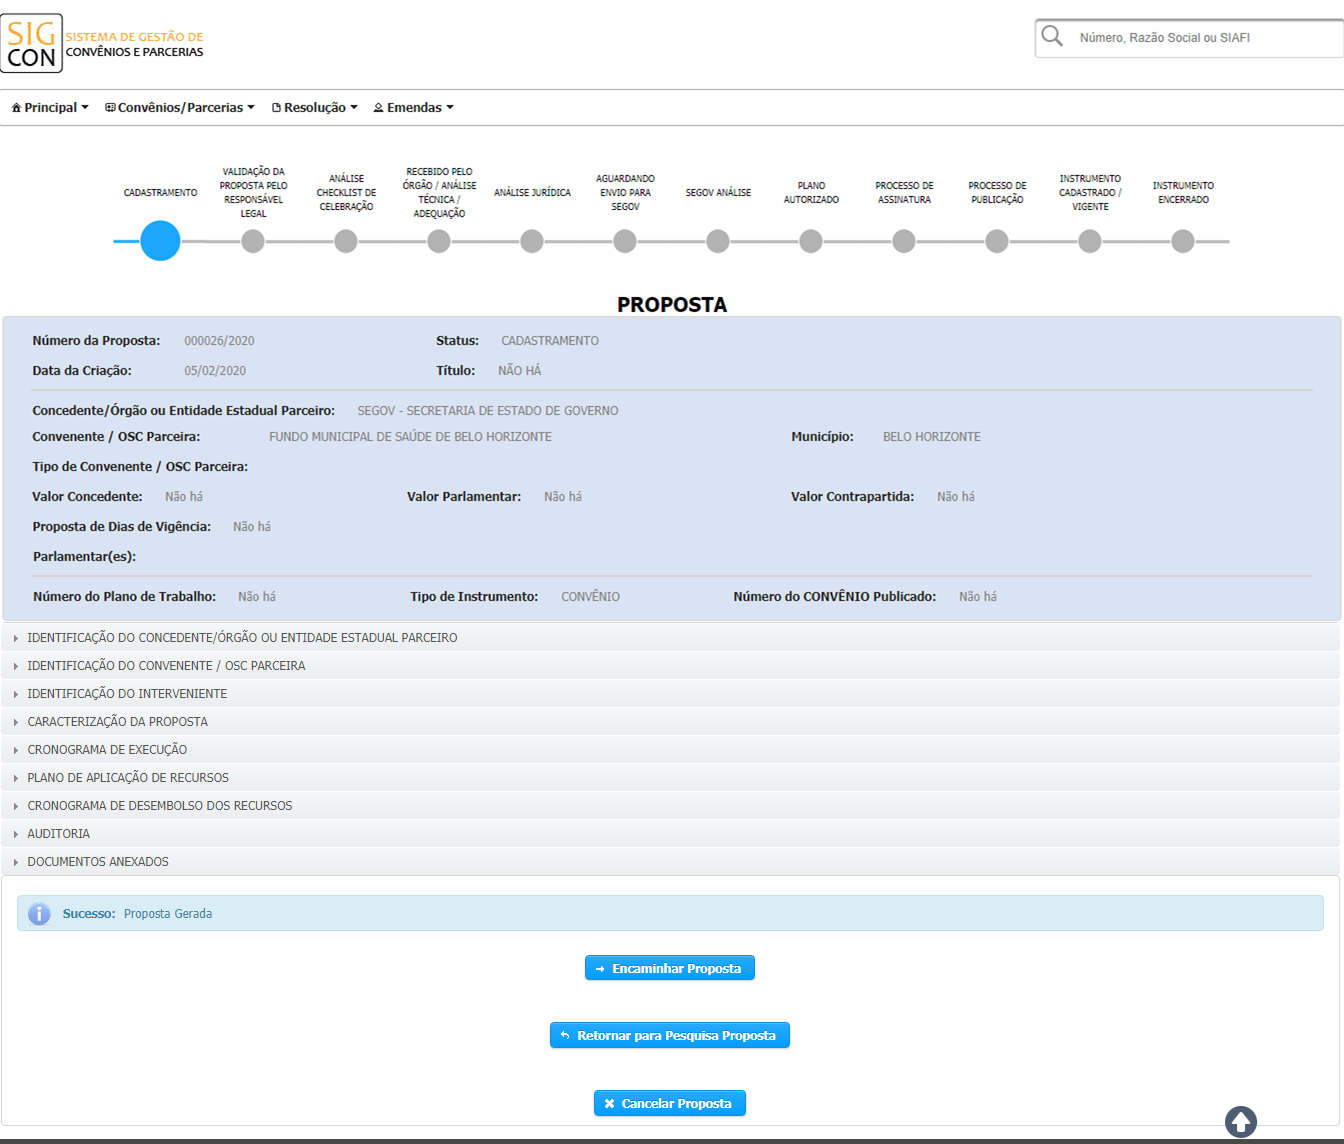 SIG
CON
SISTEMA DE GESTÃO DE
CONVÊNIOS E PARCERIAS
Número, Razão Social ou SIAFI
Principal Convênios/Parcerias Resolução Emendas
CADASTRAMENTO
VALIDAÇÃO DA
PROPOSTA PELO
RESPONSÁVEL
LEGAL
ANÁLISE
CHECKLIST DE
CELEBRAÇÃO
RECEBIDO PELO
ÓRGÃO / ANÁLISE
TÉCNICA /
ADEQUAÇÃO
ANÁLISE JURÍDICA
AGUARDANDO
ENVIO PARA
SEGOV
SEGOV ANÁLISE
PLANO
AUTORIZADO
PROCESSO DE
ASSINATURA
PROCESSO DE
PUBLICAÇÃO
INSTRUMENTO
CADASTRADO /
VIGENTE
INSTRUMENTO
ENCERRADO
PROPOSTA
Número da Proposta: 000026/2020 Status: CADASTRAMENTO
Data da Criação: 05/02/2020 Título: NÃO HÁ
Concedente/Órgão ou Entidade Estadual Parceiro: SEGOV - SECRETARIA DE ESTADO DE GOVERNO
Convenente / OSC Parceira: FUNDO MUNICIPAL DE SAÚDE DE BELO HORIZONTE Município: BELO HORIZONTE
Tipo de Convenente / OSC Parceira:
Valor Concedente: Não há Valor Parlamentar: Não há Valor Contrapartida: Não há
Proposta de Dias de Vigência: Não há
Parlamentar(es):
Número do Plano de Trabalho: Não há Tipo de Instrumento: CONVÊNIO Número do CONVÊNIO Publicado: Não há
IDENTIFICAÇÃO DO CONCEDENTE/ÓRGÃO OU ENTIDADE ESTADUAL PARCEIRO
IDENTIFICAÇÃO DO CONVENENTE / OSC PARCEIRA
IDENTIFICAÇÃO DO INTERVENIENTE
CARACTERIZAÇÃO DA PROPOSTA
CRONOGRAMA DE EXECUÇÃO
PLANO DE APLICAÇÃO DE RECURSOS
CRONOGRAMA DE DESEMBOLSO DOS RECURSOS
AUDITORIA
DOCUMENTOS ANEXADOS
Sucesso: Proposta Gerada
Encaminhar Proposta
Retornar para Pesquisa Proposta
Cancelar Proposta